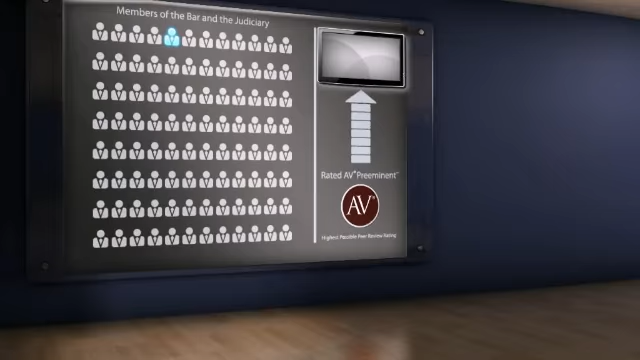 Members of the Bar and the Judiciary
Rated AV® Preeminent™
AV®
Highest Possible Peer Review Rating